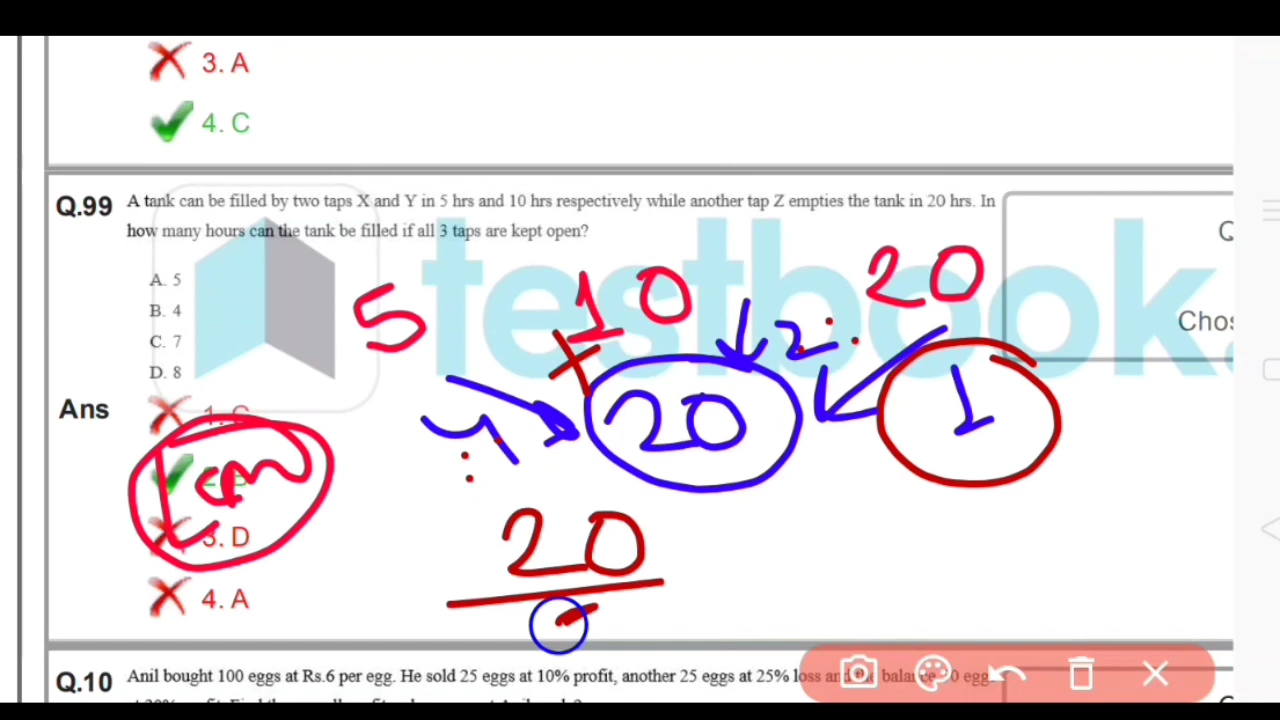 3. A
4. C
Q.99 A tank can be filled by two taps X and Y in 5 hrs and 10 hrs respectively while another tap Z empties the tank in 20 hrs. In
how many hours can the tank be filled if all 3 taps are kept open?
Q
A. 5
B. 4
C. 7
D. 8
testbook.
Chos
5 10 20
2
4 20 1
Ans
1. C
Lcm
3. D
20
4. A
Q.10 Anil bought 100 eggs at Rs.6 per egg. He sold 25 eggs at 10% profit, another 25 eggs at 25% loss